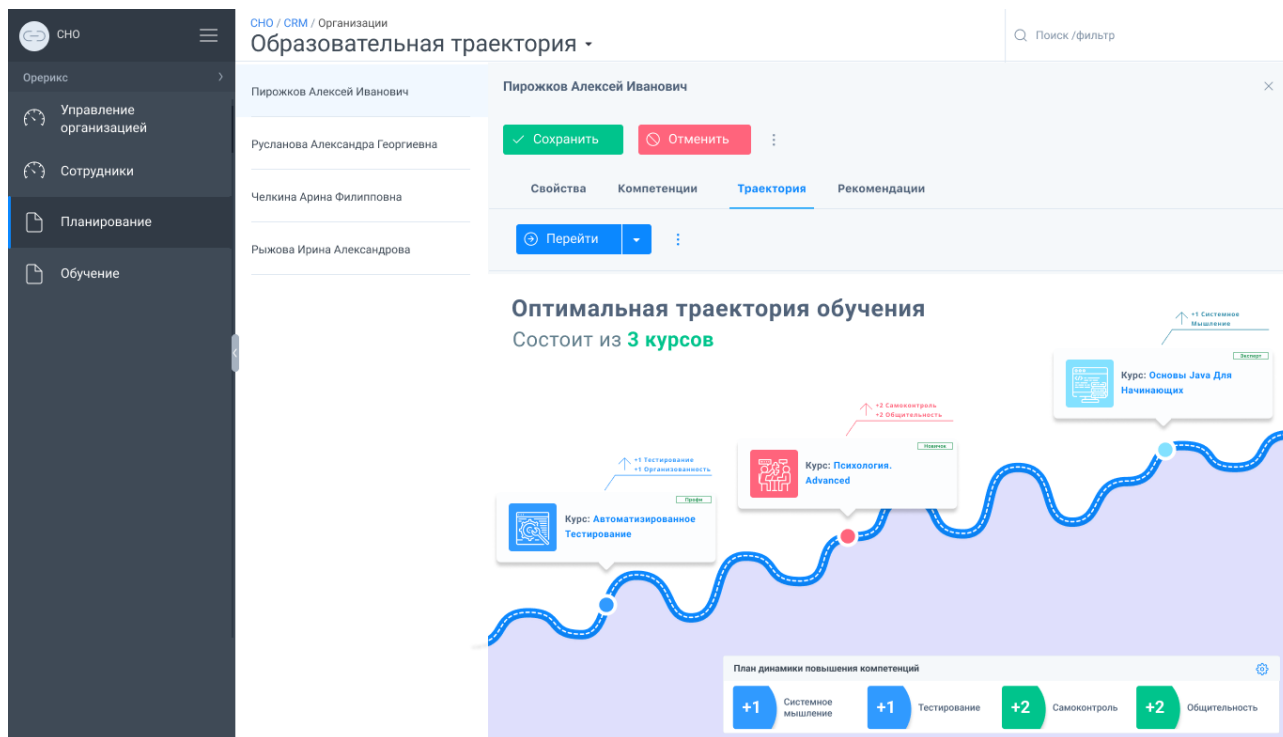 СНО
Орерикс
Управление
организацией
Сотрудники
Планирование
Обучение
СНО / CRM / Организации
Образовательная траектория
Поиск /фильтр
Пирожков Алексей Иванович
Русланова Александра Георгиевна
Челкина Арина Филипповна
Рыжова Ирина Александрова
Пирожков Алексей Иванович
Сохранить
Отменить
Свойства Компетенции Траектория Рекомендации
Перейти
Оптимальная траектория обучения
Состоит из 3 курсов
+1 Системное
Мышление
Эксперт
Курс: Основы Java Для
Начинающих
+2 Самоконтроль
+2 Общительность
Новичок
Курс: Психология.
Advanced
+1 Тестирование
+1 Организованность
Профи
Курс: Автоматизированное
Тестирование
План динамики повышения компетенций
+1 Системное
мышление
+1 Тестирование
+2 Самоконтроль
+2 Общительность